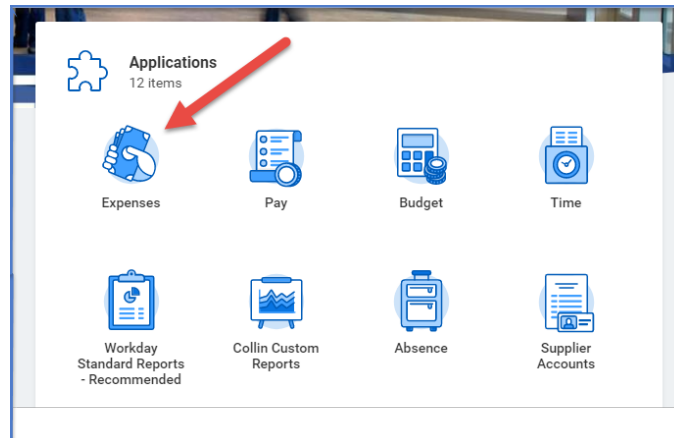 Applications
12 items
Expenses
Pay
Budget
Time
Workday
Standard Reports
- Recommended
Collin Custom
Reports
Absence
Supplier
Accounts